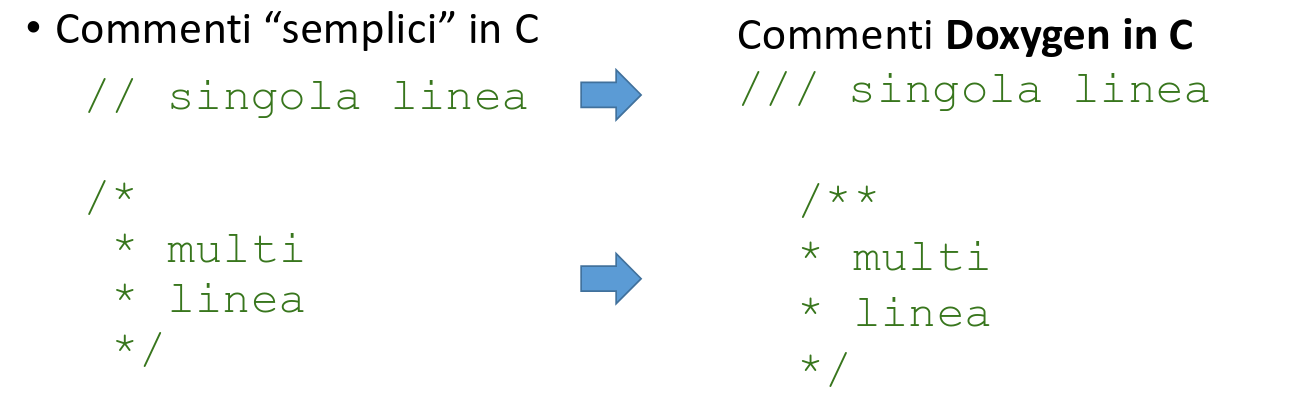 • Commenti “semplici” in C
// singola linea
/*
* multi
* linea
*/
Commenti Doxygen in C
/// singola linea
/**
* multi
* linea
*/